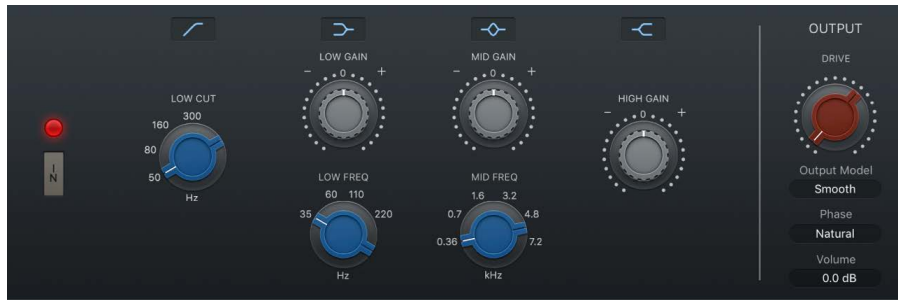 OUTPUT
LOW GAIN
MID GAIN
DRIVE
− 0 +
− 0 +
LOW CUT
HIGH GAIN
300
160
80
50
Hz
− 0 +
IN
LOW FREQ
MID FREQ
60 110
35 220
Hz
1.6 3.2
0.7 4.8
0.36 7.2
kHz
Output Model
Smooth
Phase
Natural
Volume
0.0 dB